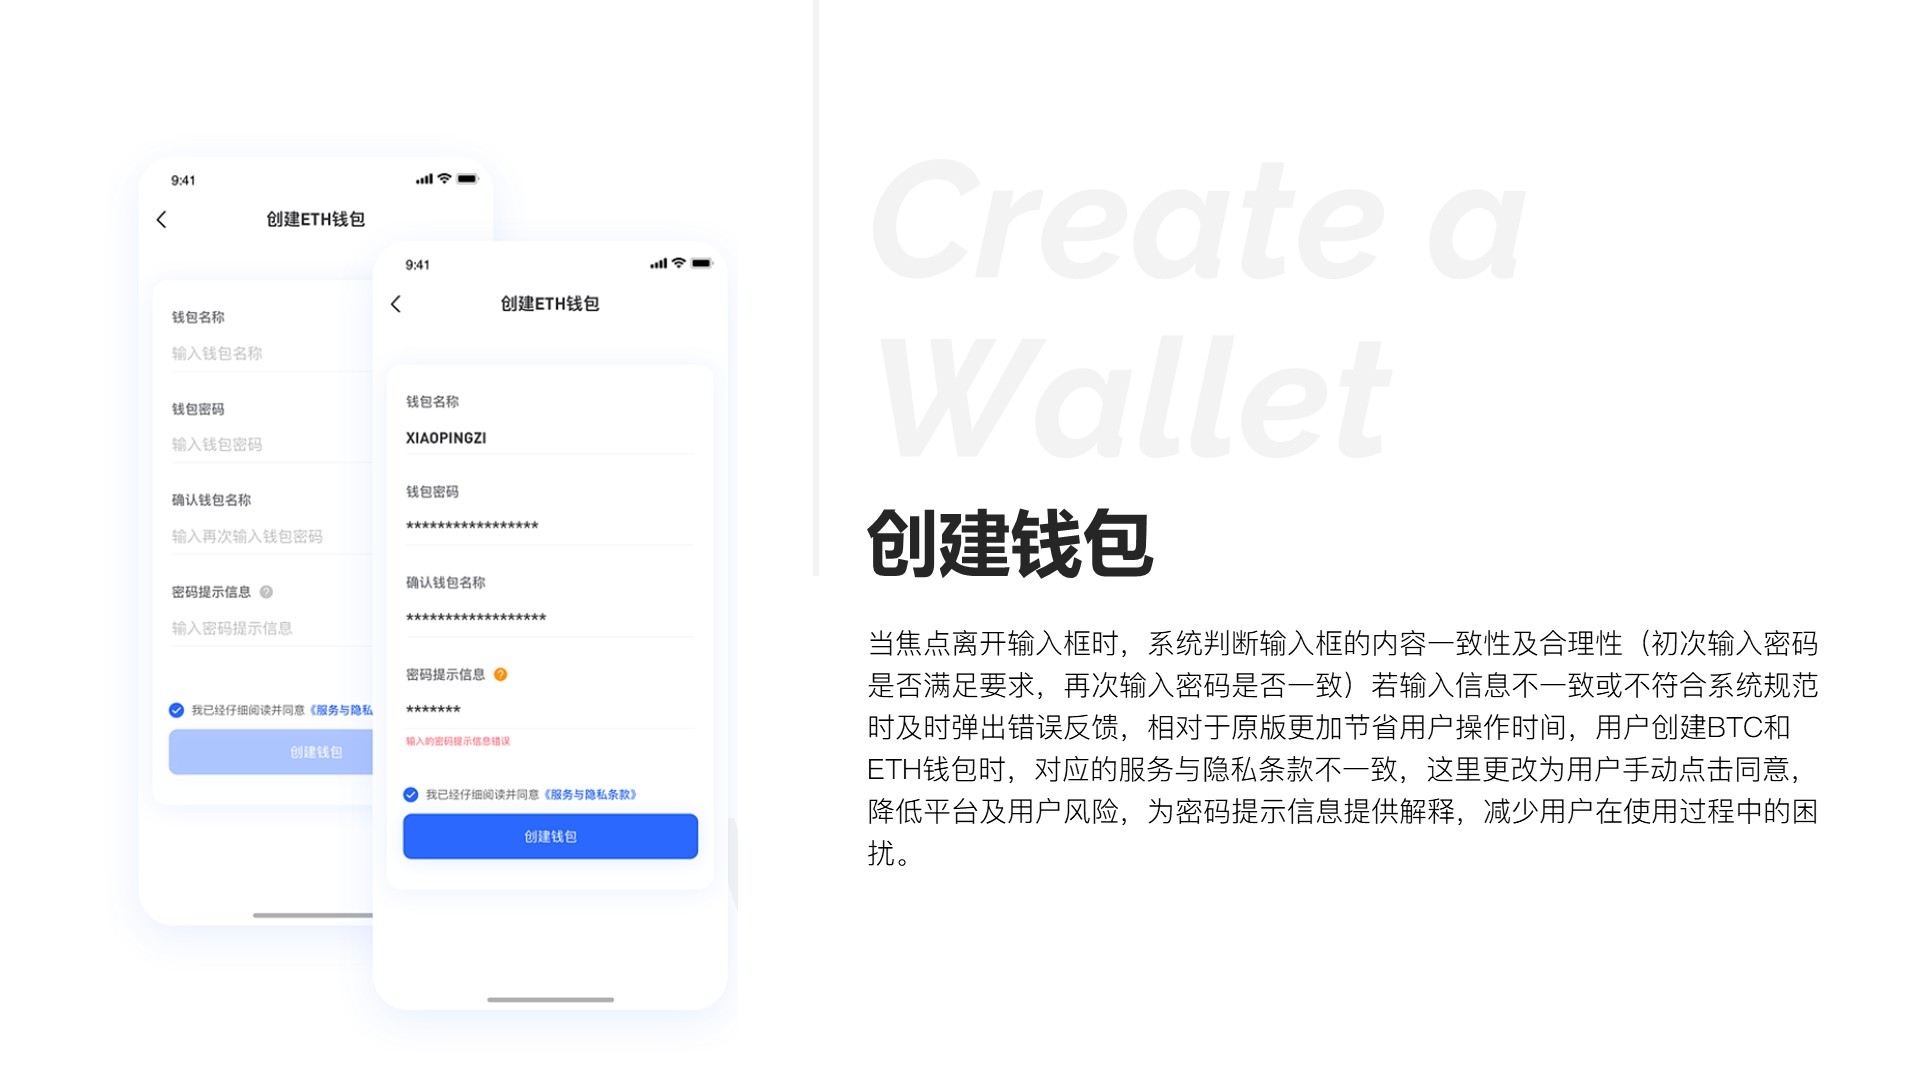 9:41
创建ETH钱包
钱包名称
输入钱包名称
钱包密码
输入钱包密码
确认钱包名称
输入再次输入钱包密码
密码提示信息 ?
输入密码提示信息
我已经仔细阅读并同意《服务与隐私
创建钱包
9:41
创建ETH钱包
钱包名称
XIAOPINGZI
钱包密码
*****************
确认钱包名称
******************
密码提示信息 ?
*******
输入的密码提示信息错误
我已经仔细阅读并同意《服务与隐私条款》
创建钱包
Create a
Wallet
创建钱包
当焦点离开输入框时，系统判断输入框的内容一致性及合理性（初次输入密码
是否满足要求，再次输入密码是否一致）若输入信息不一致或不符合系统规范
时及时弹出错误反馈，相对于原版更加节省用户操作时间，用户创建BTC和
ETH钱包时，对应的服务与隐私条款不一致，这里更改为用户手动点击同意，
降低平台及用户风险，为密码提示信息提供解释，减少用户在使用过程中的困
扰。